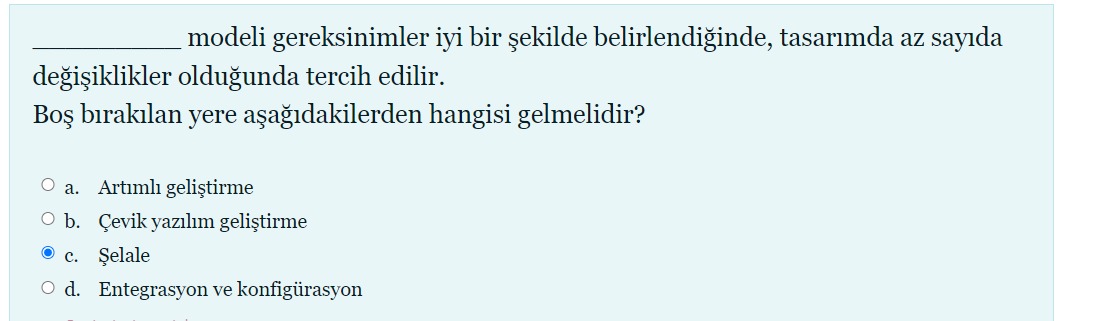 __________ modeli gereksinimler iyi bir şekilde belirlendiğinde, tasarımda az sayıda
değişiklikler olduğunda tercih edilir.
Boş bırakılan yere aşağıdakilerden hangisi gelmelidir?
a. Artımlı geliştirme
b. Çevik yazılım geliştirme
c. Şelale
d. Entegrasyon ve konfigürasyon